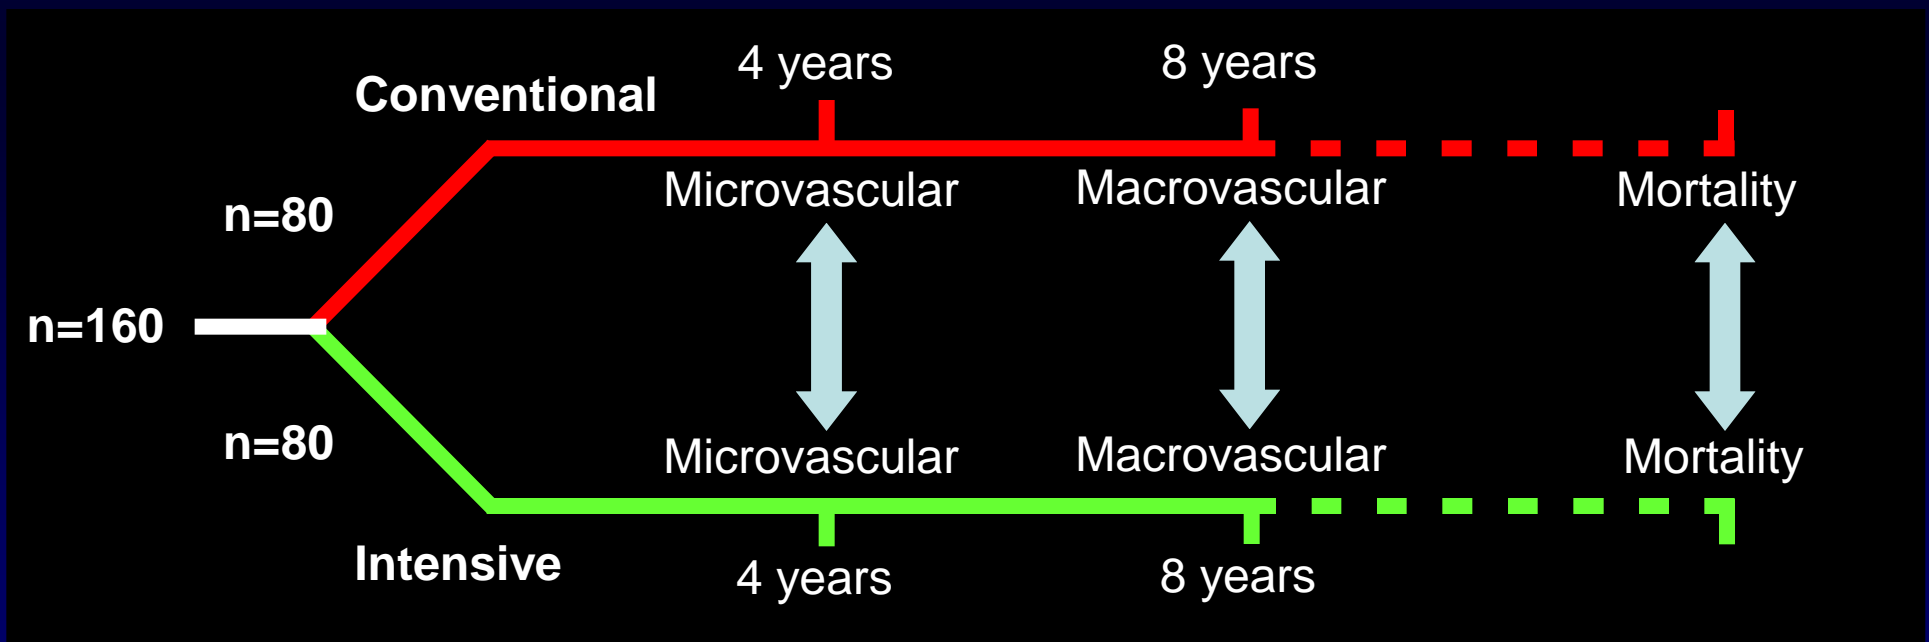 4 years
8 years
Conventional
Microvascular
Macrovascular
Mortality
n=80
n=160
n=80
Microvascular
Macrovascular
Mortality
Intensive
4 years
8 years